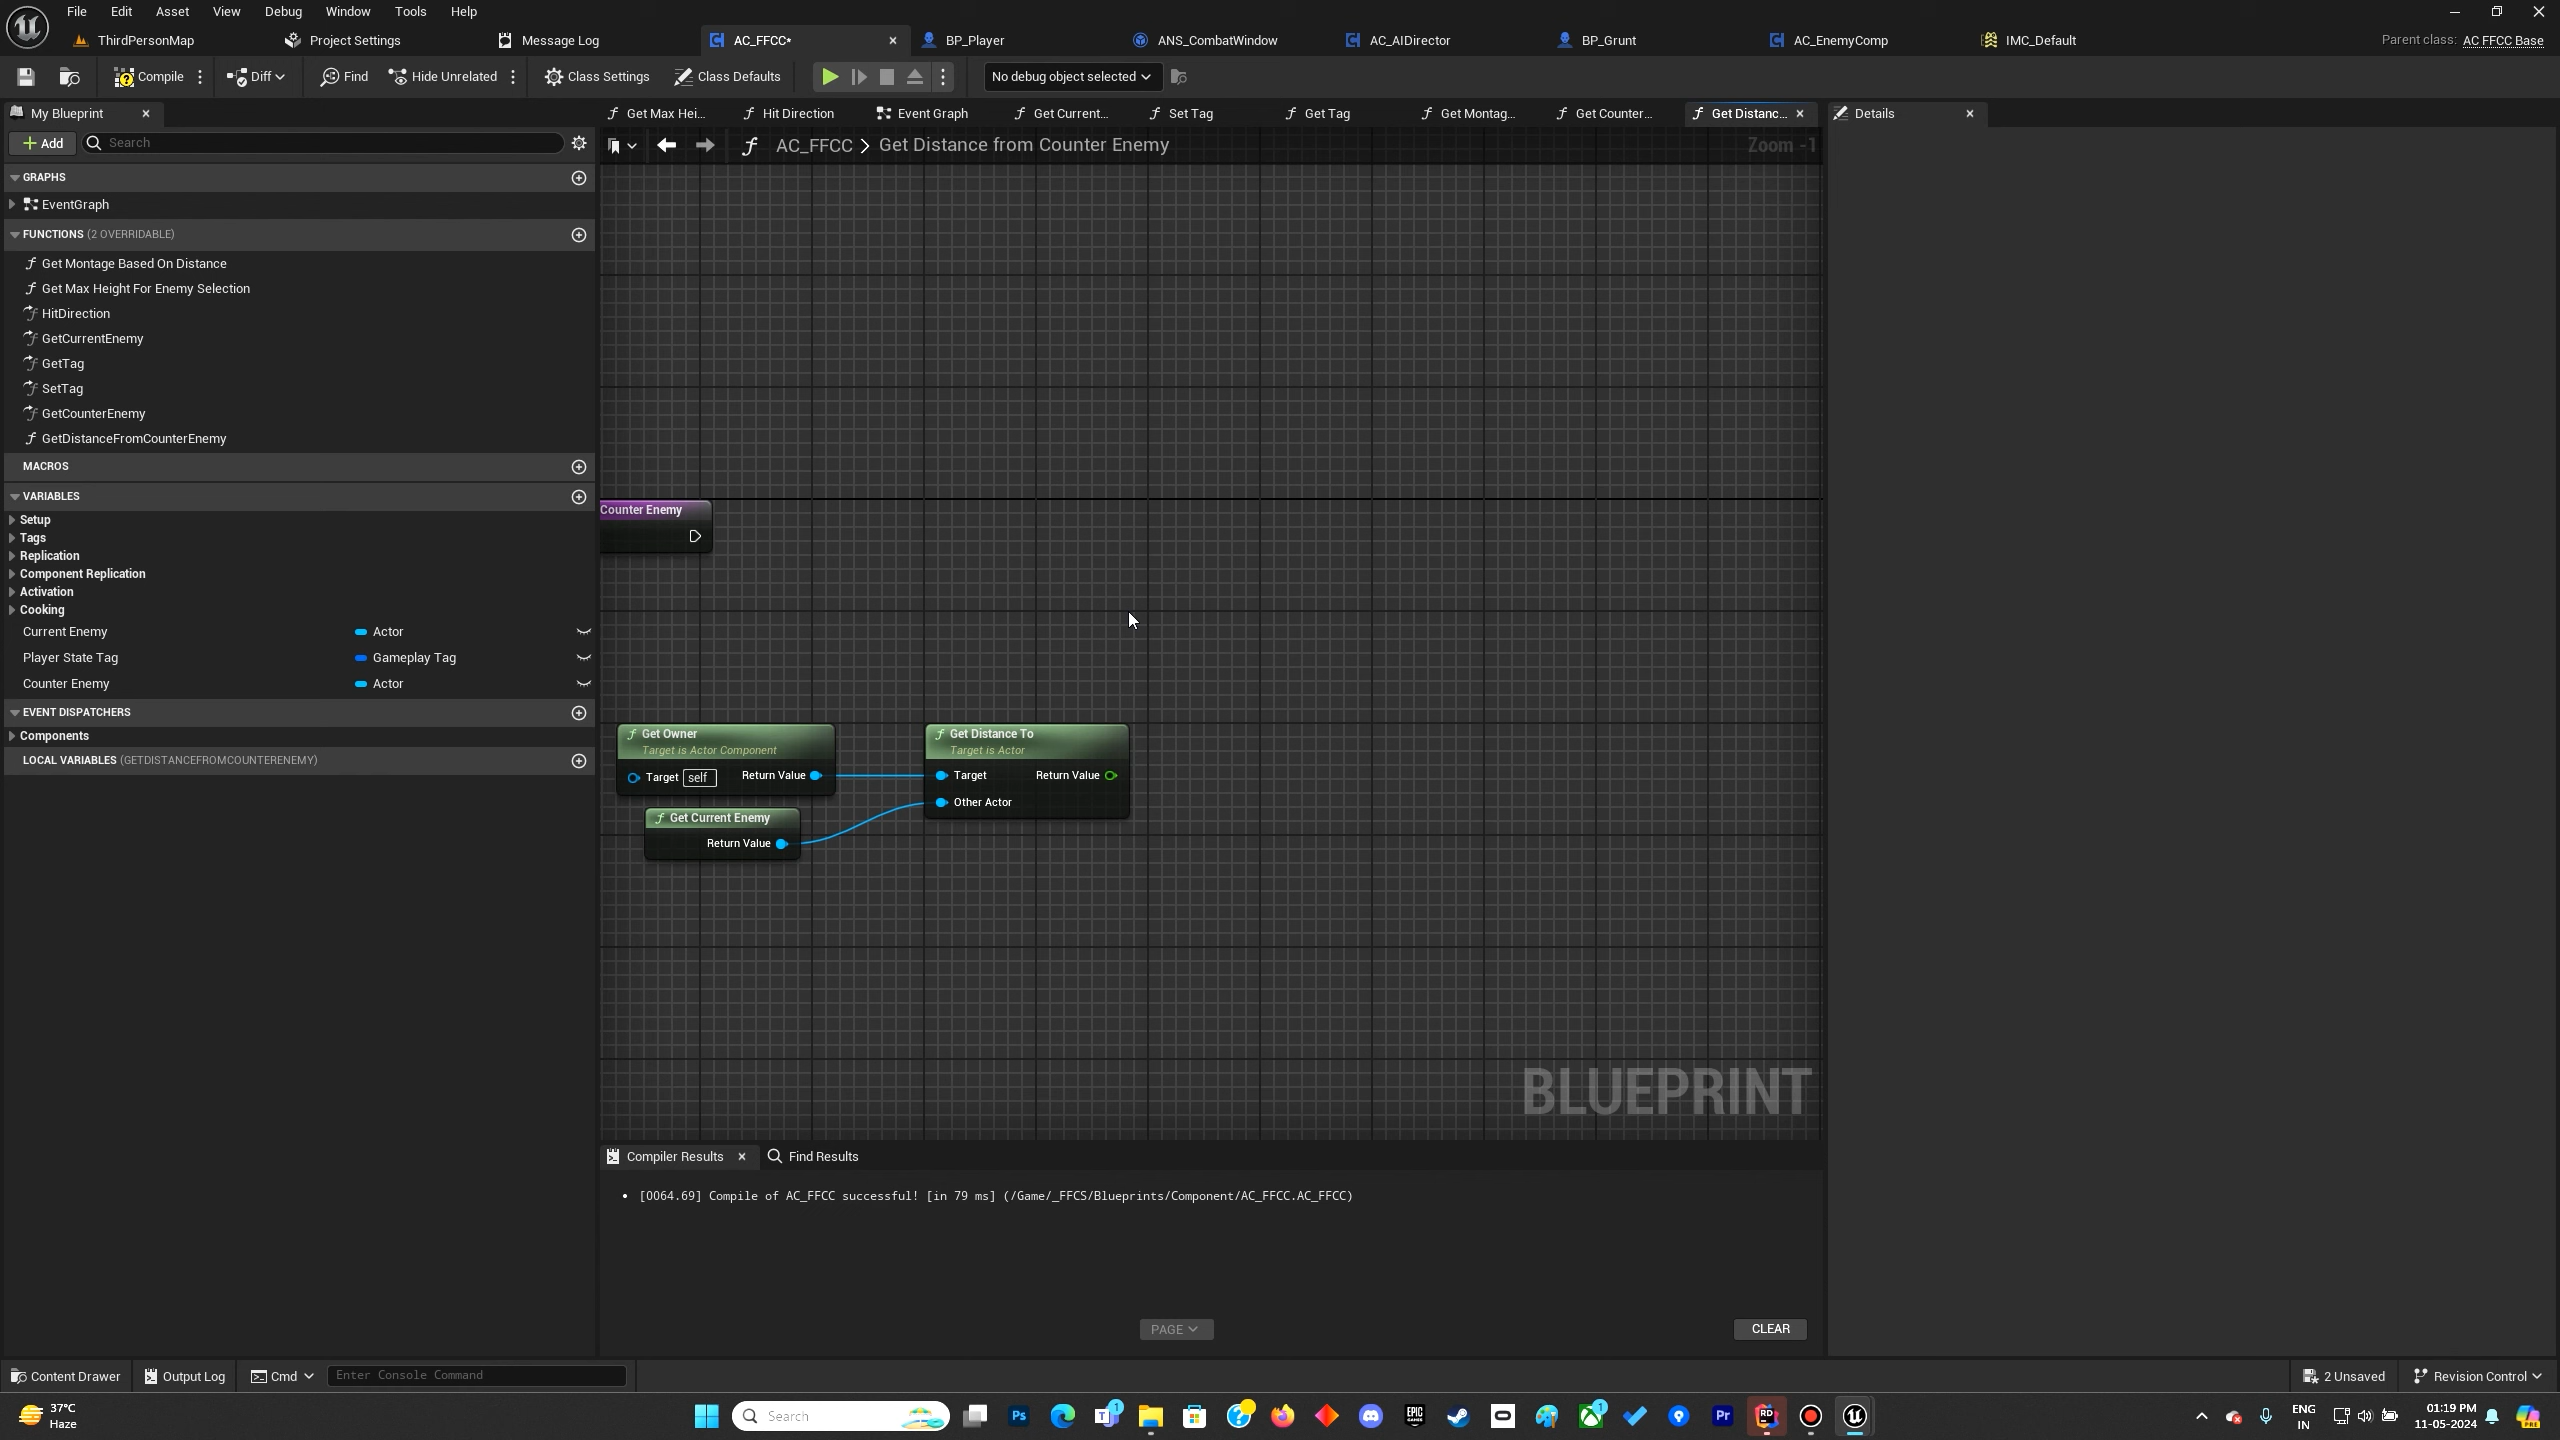 File Edit Asset View Debug Window Tools Help
ThirdPersonMap Project Settings Message Log AC_FFCC* BP_Player ANS_CombatWindow AC_AIDirector BP_Grunt AC_EnemyComp IMC_Default Parent class: AC FFCC Base
Compile Diff Find Hide Unrelated Class Settings Class Defaults No debug object selected
My Blueprint
Get Max Hei... Hit Direction Event Graph Get Current... Set Tag Get Tag Get Montag... Get Counter... Get Distanc... Details
Add Search
AC_FFCC > Get Distance from Counter Enemy Zoom -1
GRAPHS
EventGraph
FUNCTIONS (2 OVERRIDABLE)
Get Montage Based On Distance
Get Max Height For Enemy Selection
HitDirection
GetCurrentEnemy
GetTag
SetTag
GetCounterEnemy
GetDistanceFromCounterEnemy
MACROS
VARIABLES
Setup
Tags
Replication
Component Replication
Activation
Cooking
Current Enemy Actor
Player State Tag Gameplay Tag
Counter Enemy Actor
EVENT DISPATCHERS
Components
LOCAL VARIABLES (GETDISTANCEFROMCOUNTERENEMY)
Counter Enemy
Get Owner
Target is Actor Component
Target self Return Value
Get Current Enemy
Return Value
Get Distance To
Target is Actor
Target Return Value
Other Actor
BLUEPRINT
Compiler Results Find Results
• [0064.69] Compile of AC_FFCC successful! [in 79 ms] (/Game/_FFCS/Blueprints/Component/AC_FFCC.AC_FFCC)
PAGE CLEAR
Content Drawer Output Log Cmd Enter Console Command 2 Unsaved Revision Control
37°C
Haze
Search
Ps
1
EPIC GAMES
1
Pr
RD
ENG
IN
01:19 PM
11-05-2024
PRE